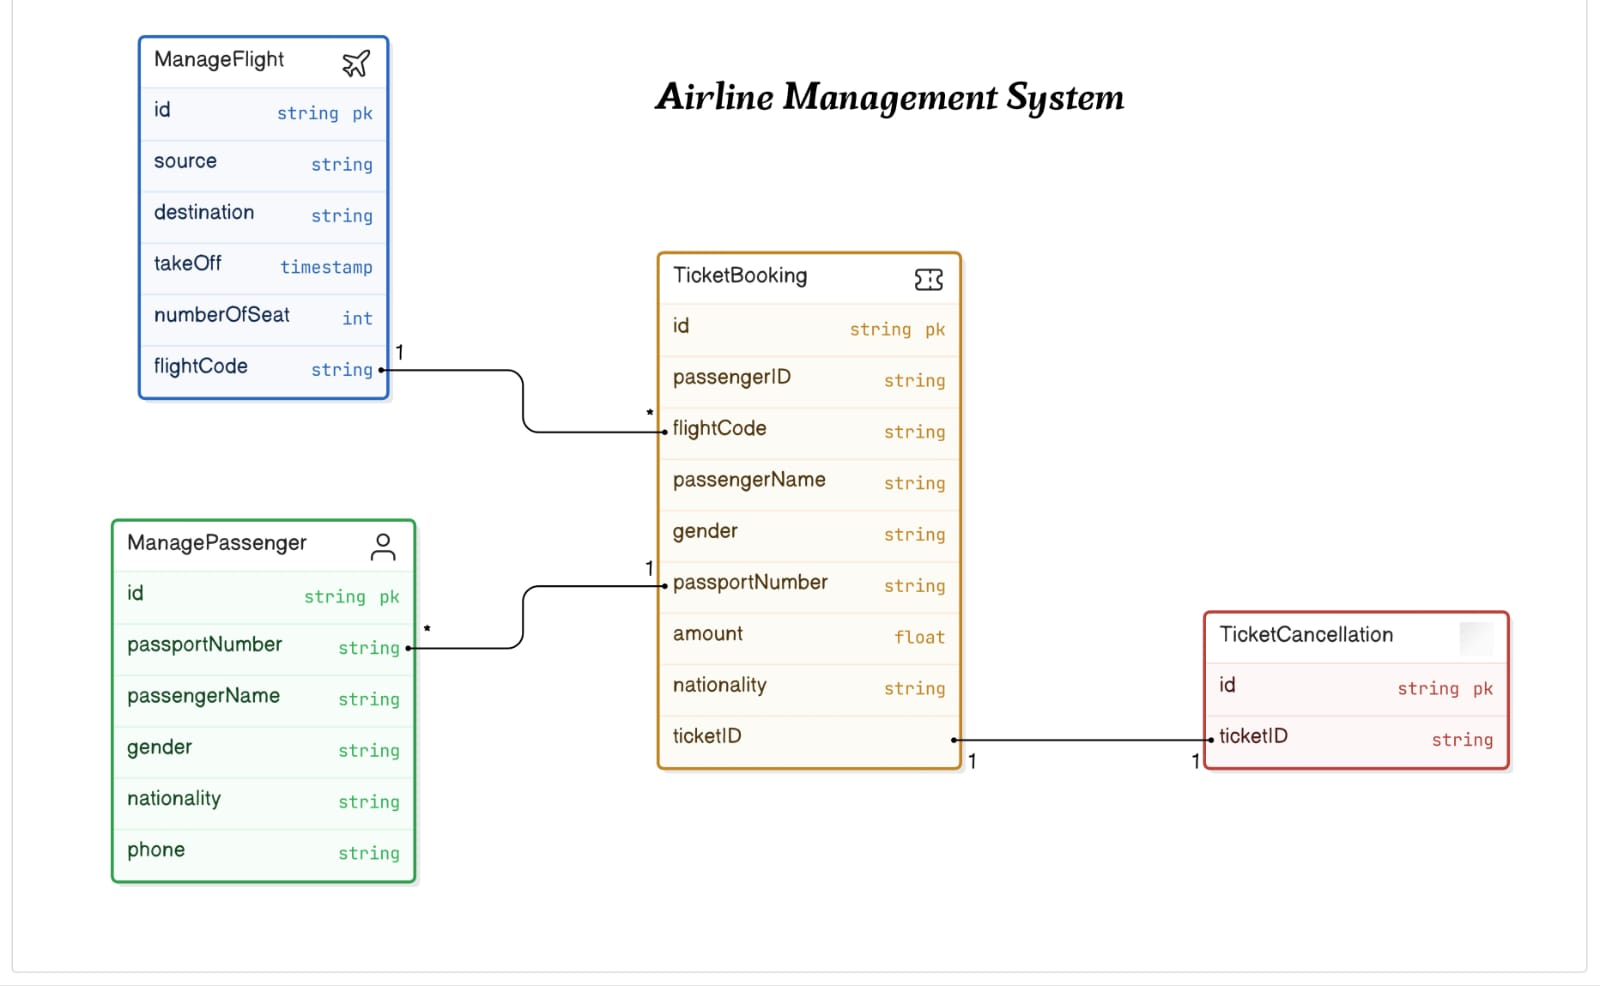 Airline Management System
ManageFlight
id string pk
source string
destination string
takeOff timestamp
numberOfSeat int
flightCode string
1
*
TicketBooking
id string pk
passengerID string
flightCode string
passengerName string
gender string
passportNumber string
amount float
nationality string
ticketID
1
*
ManagePassenger
id string pk
passportNumber string
passengerName string
gender string
nationality string
phone string
1
1
TicketCancellation
id string pk
ticketID string